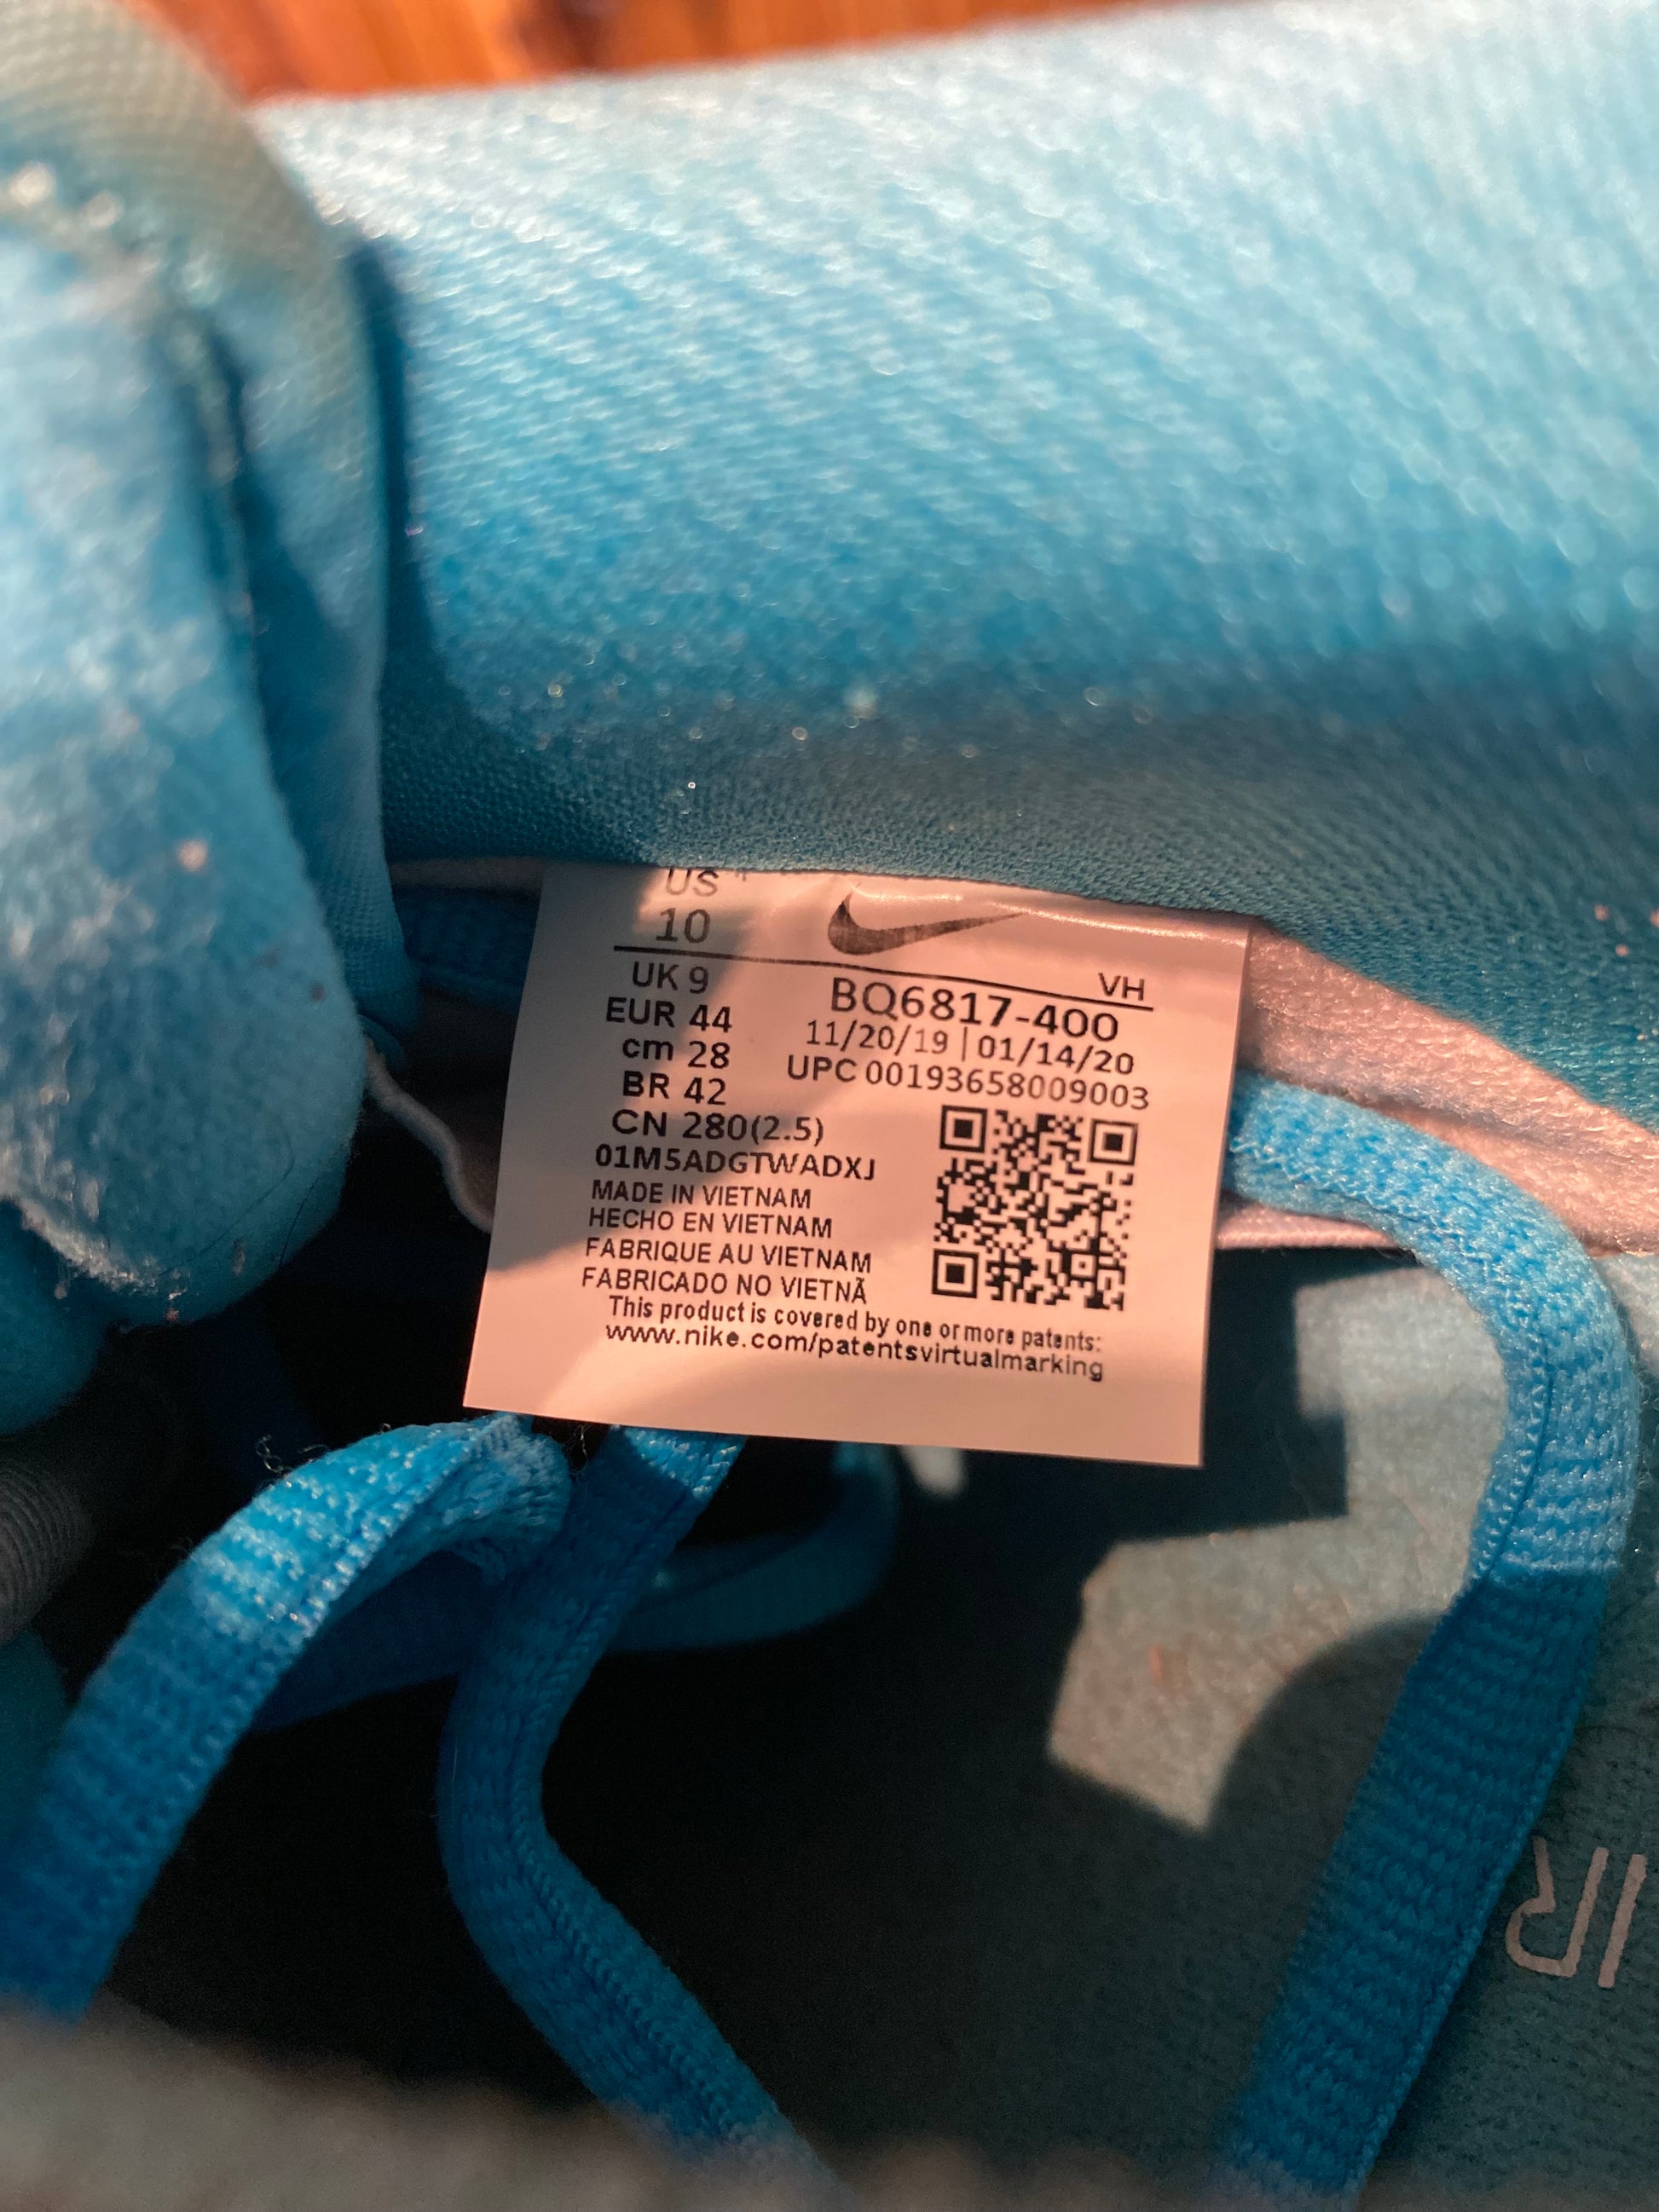 US
10
VH
UK 9
BQ6817-400
EUR 44
11/20/19 | 01/14/20
cm 28
UPC 00193658009003
BR 42
CN 280(2.5)
01M5ADGTWADXJ
MADE IN VIETNAM
HECHO EN VIETNAM
FABRIQUE AU VIETNAM
FABRICADO NO VIETNÃ
This product is covered by one or more patents:
www.nike.com/patentsvirtualmarking
IR